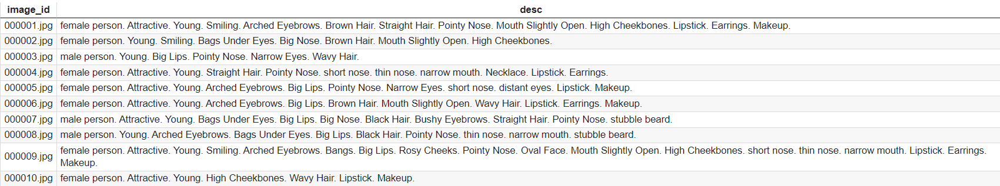 image_id desc
000001.jpg female person. Attractive. Young. Smiling. Arched Eyebrows. Brown Hair. Straight Hair. Pointy Nose. Mouth Slightly Open. High Cheekbones. Lipstick. Earrings. Makeup.
000002.jpg female person. Young. Smiling. Bags Under Eyes. Big Nose. Brown Hair. Mouth Slightly Open. High Cheekbones.
000003.jpg male person. Young. Big Lips. Pointy Nose. Narrow Eyes. Wavy Hair.
000004.jpg female person. Attractive. Young. Straight Hair. Pointy Nose. short nose. thin nose. narrow mouth. Necklace. Lipstick. Earrings.
000005.jpg female person. Attractive. Young. Arched Eyebrows. Big Lips. Pointy Nose. Narrow Eyes. short nose. distant eyes. Lipstick. Makeup.
000006.jpg female person. Attractive. Young. Arched Eyebrows. Big Lips. Brown Hair. Mouth Slightly Open. Wavy Hair. Lipstick. Earrings. Makeup.
000007.jpg male person. Attractive. Young. Bags Under Eyes. Big Lips. Big Nose. Black Hair. Bushy Eyebrows. Straight Hair. Pointy Nose. stubble beard.
000008.jpg male person. Young. Arched Eyebrows. Bags Under Eyes. Big Lips. Black Hair. Pointy Nose. thin nose. narrow mouth. stubble beard.
000009.jpg female person. Attractive. Young. Smiling. Arched Eyebrows. Bangs. Big Lips. Rosy Cheeks. Pointy Nose. Oval Face. Mouth Slightly Open. High Cheekbones. short nose. thin nose. narrow mouth. Lipstick. Earrings.
Makeup.
000010.jpg female person. Attractive. Young. High Cheekbones. Wavy Hair. Lipstick. Makeup.